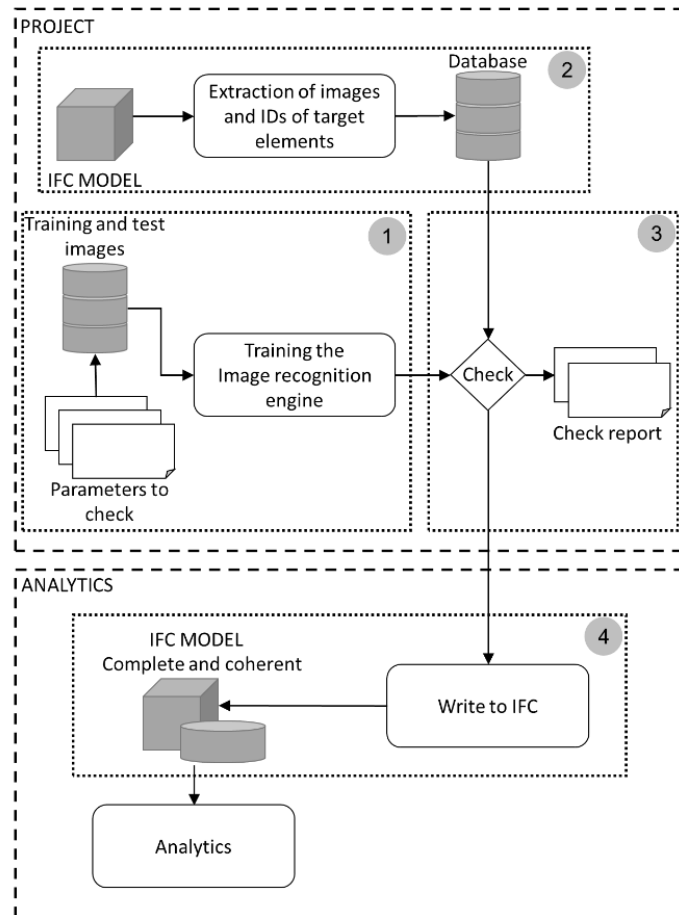 PROJECT
Database
2
Extraction of images
and IDs of target
elements
IFC MODEL
Training and test
images
1
3
Training the
Image recognition
engine
Check
Parameters to
check
Check report
ANALYTICS
IFC MODEL
Complete and coherent
4
Write to IFC
Analytics